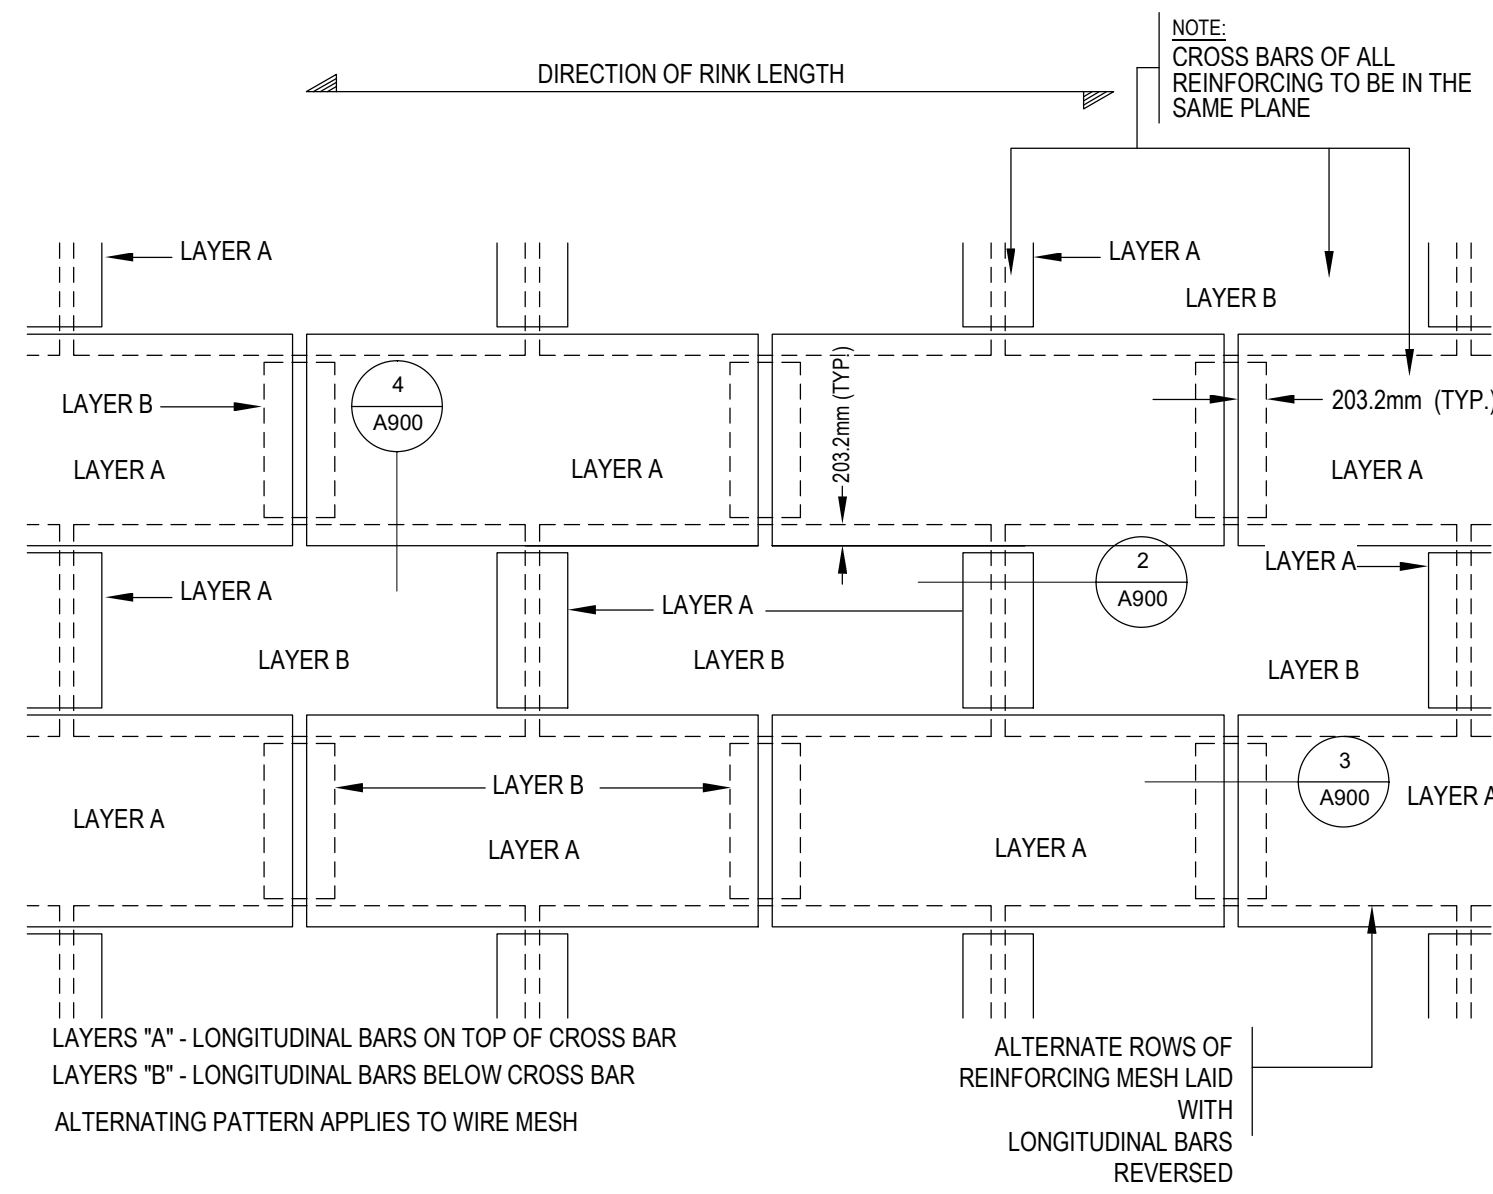 NOTE:
CROSS BARS OF ALL
REINFORCING TO BE IN THE
SAME PLANE
DIRECTION OF RINK LENGTH
LAYER A
LAYER A
LAYER B
203.2mm (TYP.)
4
A900
LAYER B
203.2mm (TYP.)
LAYER A
LAYER A
LAYER A
2
A900
LAYER A
LAYER A
LAYER A
LAYER B
LAYER B
LAYER B
3
A900
LAYER B
LAYER A
LAYER A
LAYER A
LAYER A
LAYERS "A" - LONGITUDINAL BARS ON TOP OF CROSS BAR
LAYERS "B" - LONGITUDINAL BARS BELOW CROSS BAR
ALTERNATING PATTERN APPLIES TO WIRE MESH
ALTERNATE ROWS OF
REINFORCING MESH LAID
WITH
LONGITUDINAL BARS
REVERSED